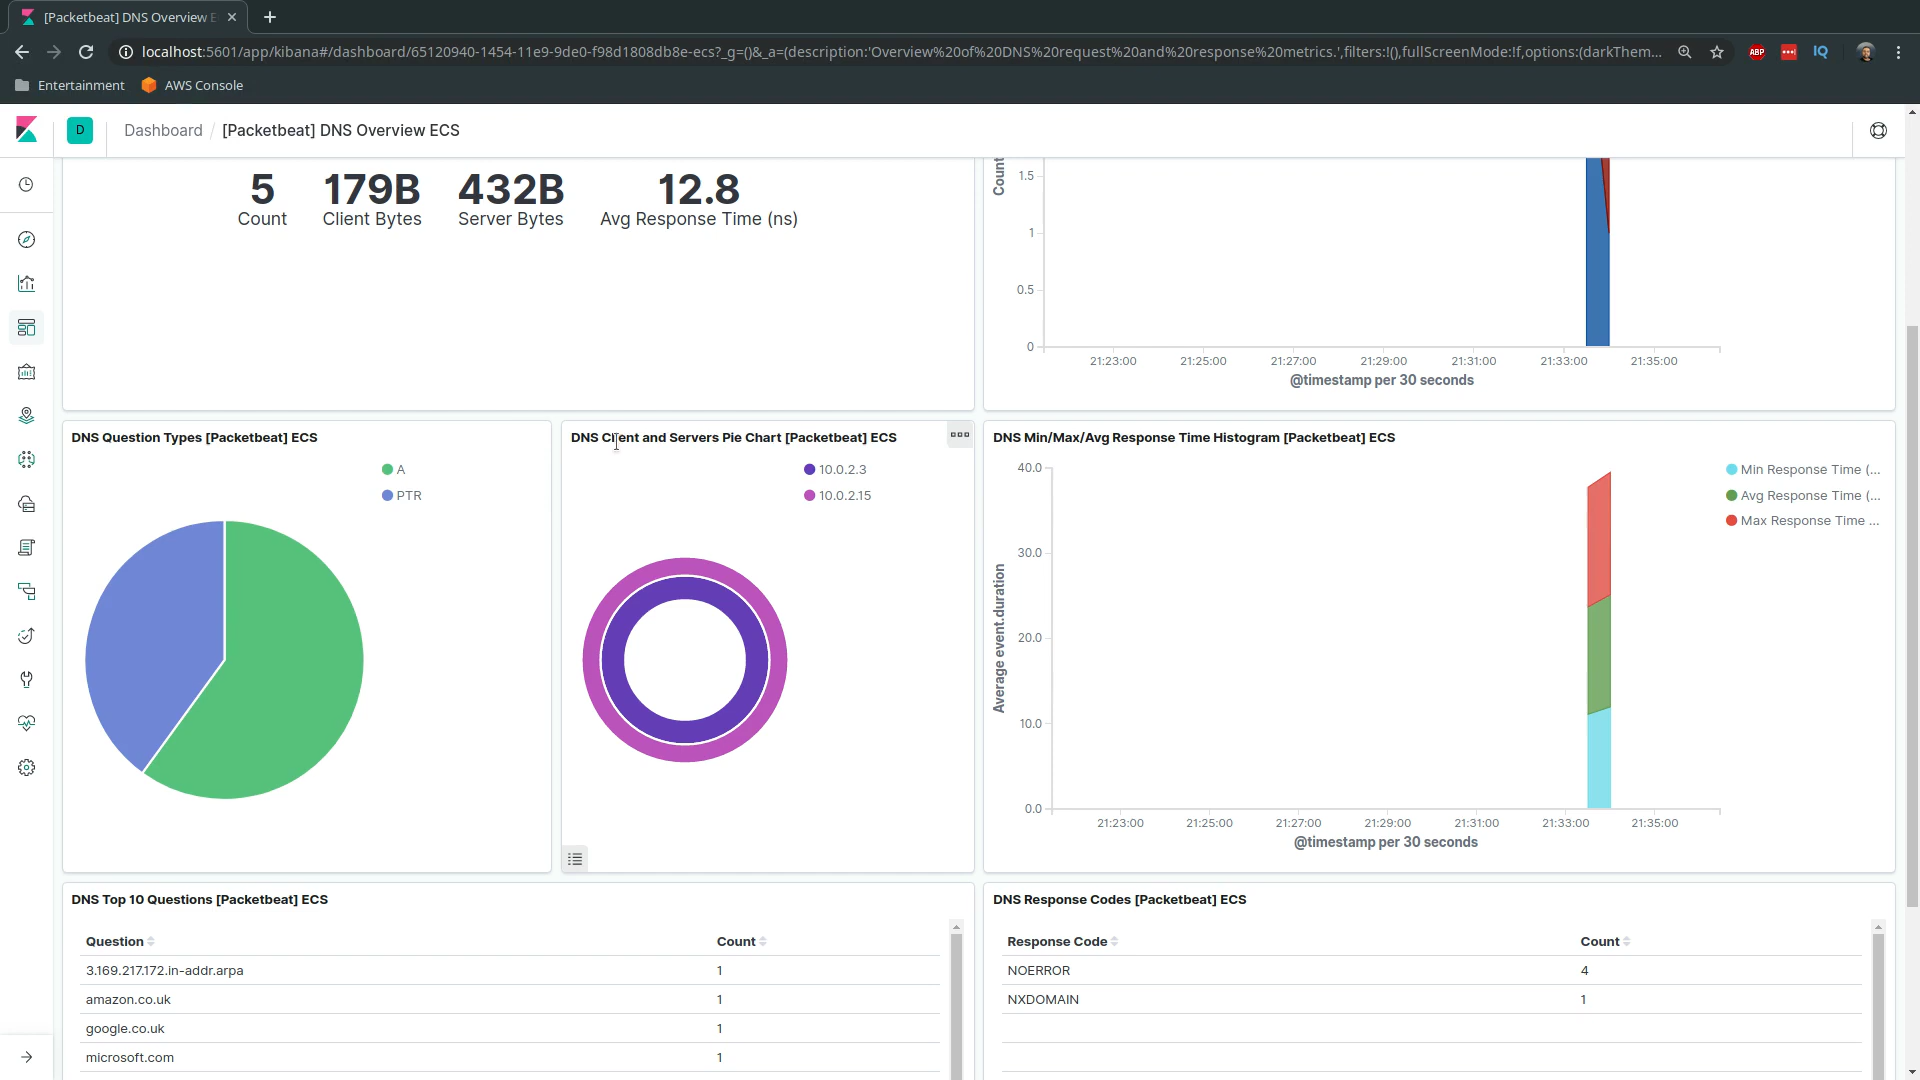 [Packetbeat] DNS Overview E
localhost:5601/app/kibana#/dashboard/65120940-1454-11e9-9de0-f98d1808db8e-ecs?_g=()&_a=(description:'Overview%20of%20DNS%20request%20and%20response%20metrics.',filters:!(),fullScreenMode:!f,options:(darkThem...
ABP
IQ
Entertainment
AWS Console
D
Dashboard / [Packetbeat] DNS Overview ECS
5 179B 432B 12.8
Count Client Bytes Server Bytes Avg Response Time (ns)
Count
1.5
1
0.5
0
21:23:00 21:25:00 21:27:00 21:29:00 21:31:00 21:33:00 21:35:00
@timestamp per 30 seconds
DNS Question Types [Packetbeat] ECS
A
PTR
DNS Client and Servers Pie Chart [Packetbeat] ECS
10.0.2.3
10.0.2.15
DNS Min/Max/Avg Response Time Histogram [Packetbeat] ECS
Min Response Time (...
Avg Response Time (...
Max Response Time ...
Average event.duration
40.0
30.0
20.0
10.0
0.0
21:23:00 21:25:00 21:27:00 21:29:00 21:31:00 21:33:00 21:35:00
@timestamp per 30 seconds
DNS Top 10 Questions [Packetbeat] ECS
Question Count
3.169.217.172.in-addr.arpa 1
amazon.co.uk 1
google.co.uk 1
microsoft.com 1
DNS Response Codes [Packetbeat] ECS
Response Code Count
NOERROR 4
NXDOMAIN 1